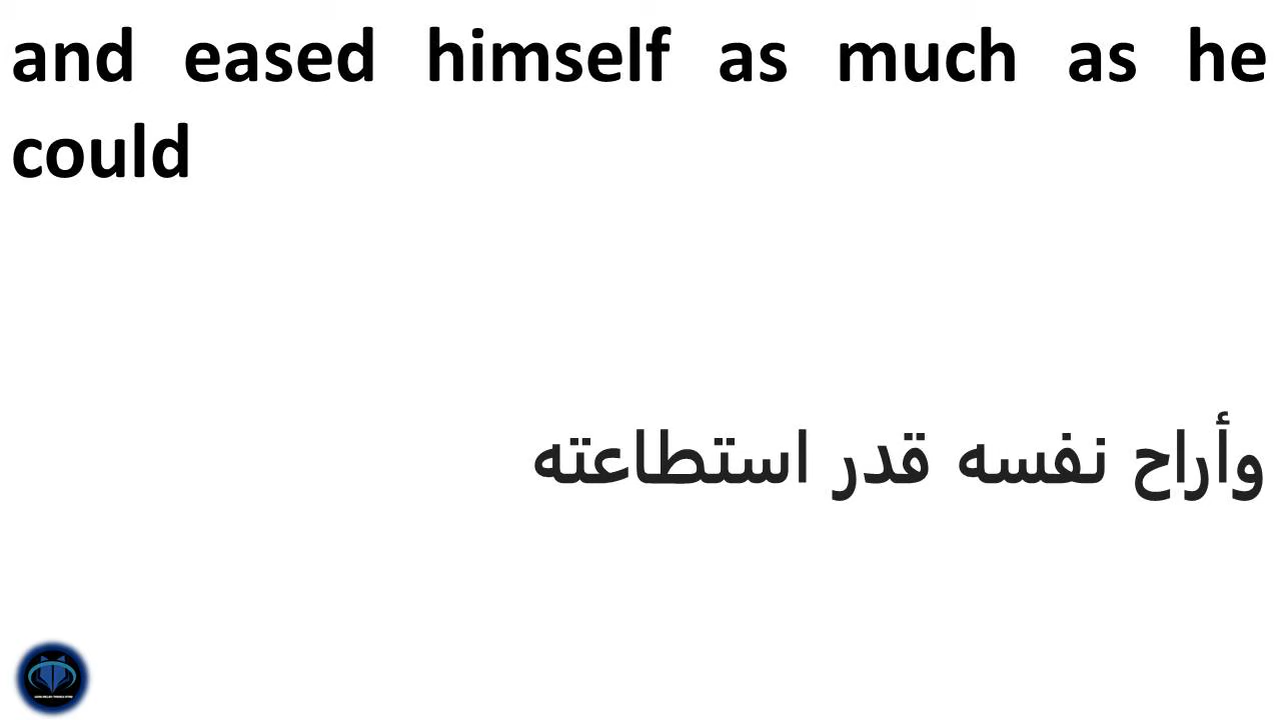 and eased himself as much as he
could
وأراح نفسه قدر استطاعته